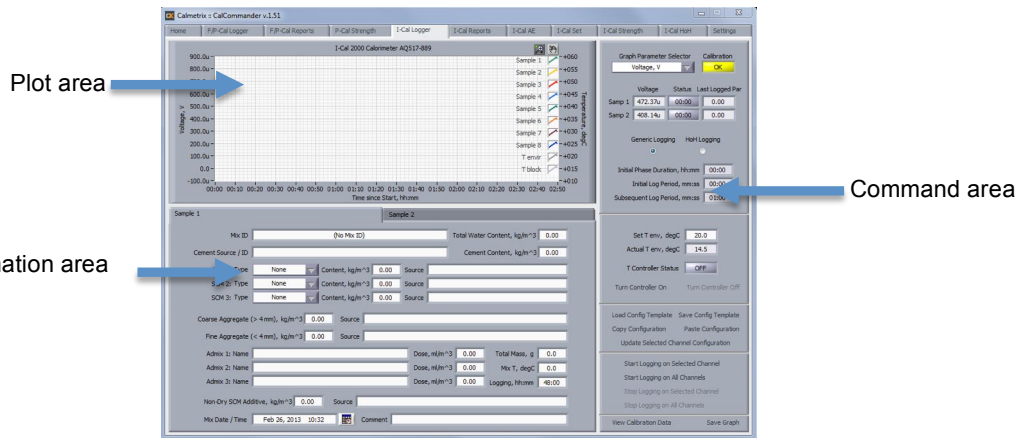 Calmetrix :: CalCommander v.1.51
Home F/P-Cal Logger F/P-Cal Reports P-Cal Strength I-Cal Logger I-Cal Reports I-Cal AE I-Cal Set I-Cal Strength I-Cal HoH Settings
I-Cal 2000 Calorimeter AQ517-889
Plot area
Voltage, V
900.0u
600.0u
500.0u
400.0u
300.0u
200.0u
100.0u
0.0
-100.0u
Sample 1
Sample 2
Sample 3
Sample 4
Sample 5
Sample 6
Sample 7
Sample 8
T envir
T block
+060
+055
+050
+045
+040
+035
+030
+025
+020
+015
+010
Temperature, degC
00:00 00:10 00:20 00:30 00:40 00:50 01:00 01:10 01:20 01:30 01:40 01:50 02:00 02:10 02:20 02:30 02:40 02:50
Time since Start, hh:mm
Graph Parameter Selector Calibration
Voltage, V OK
Voltage Status Last Logged Par
Samp 1 472.37u 00:00 0.00
Samp 2 408.14u 00:00 0.00
Generic Logging HoH Logging
Initial Phase Duration, hh:mm 00:00
Initial Log Period, mm:ss 00:00
Subsequent Log Period, mm:ss 01:00
Command area
Sample 1 Sample 2
Mix ID (No Mix ID) Total Water Content, kg/m^3 0.00
Cement Source / ID Cement Content, kg/m^3 0.00
area
Type None Content, kg/m^3 0.00 Source
SCM 2: Type None Content, kg/m^3 0.00 Source
SCM 3: Type None Content, kg/m^3 0.00 Source
Coarse Aggregate (> 4 mm), kg/m^3 0.00 Source
Fine Aggregate (< 4 mm), kg/m^3 0.00 Source
Admix 1: Name Dose, ml/m^3 0.00 Total Mass, g 0.0
Admix 2: Name Dose, ml/m^3 0.00 Mix T, degC 0.0
Admix 3: Name Dose, ml/m^3 0.00 Logging, hh:mm 48:00
Non-Dry SCM Additive, kg/m^3 0.00 Source
Mix Date / Time Feb 26, 2013 10:32 Comment
Set T env, degC 20.0
Actual T env, degC 14.5
T Controller Status OFF
Turn Controller On Turn Controller Off
Load Config Template Save Config Template
Copy Configuration Paste Configuration
Update Selected Channel Configuration
Start Logging on Selected Channel
Start Logging on All Channels
Stop Logging on Selected Channel
Stop Logging on All Channels
View Calibration Data Save Graph